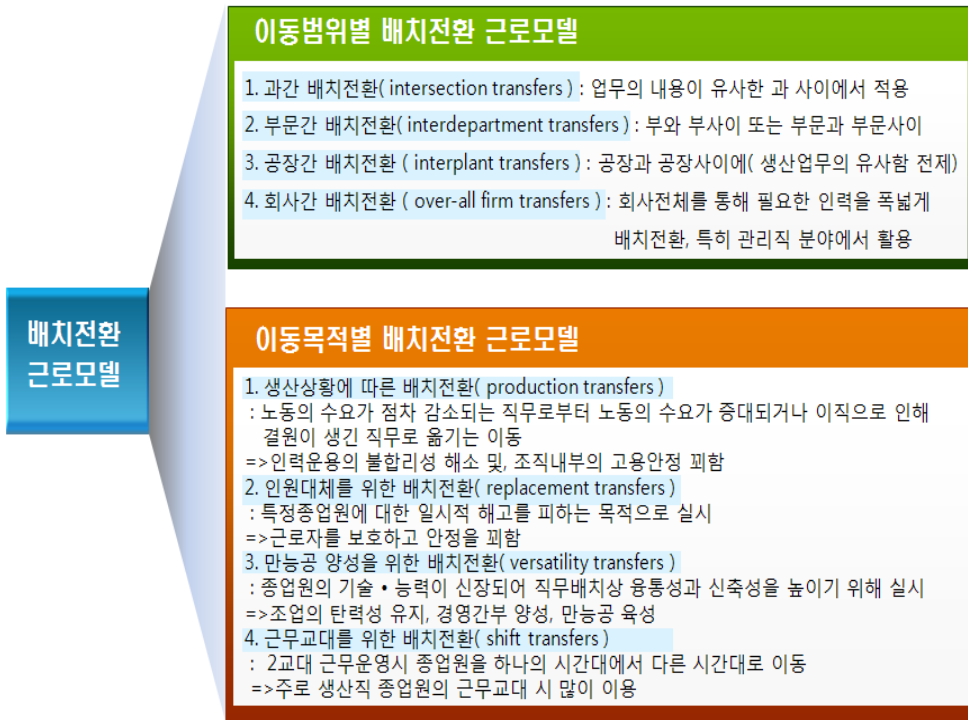 배치전환
근로모델
이동범위별 배치전환 근로모델
1. 과간 배치전환( intersection transfers ) : 업무의 내용이 유사한 과 사이에서 적용
2. 부문간 배치전환( interdepartment transfers ) : 부와 부사이 또는 부문과 부문사이
3. 공장간 배치전환 ( interplant transfers ) : 공장과 공장사이에( 생산업무의 유사함 전제)
4. 회사간 배치전환 ( over-all firm transfers ) : 회사전체를 통해 필요한 인력을 폭넓게
배치전환, 특히 관리직 분야에서 활용
이동목적별 배치전환 근로모델
1. 생산상황에 따른 배치전환( production transfers )
: 노동의 수요가 점차 감소되는 직무로부터 노동의 수요가 증대되거나 이직으로 인해
결원이 생긴 직무로 옮기는 이동
=>인력운용의 불합리성 해소 및, 조직내부의 고용안정 꾀함
2. 인원대체를 위한 배치전환( replacement transfers )
: 특정종업원에 대한 일시적 해고를 피하는 목적으로 실시
=>근로자를 보호하고 안정을 꾀함
3. 만능공 양성을 위한 배치전환( versatility transfers )
: 종업원의 기술 • 능력이 신장되어 직무배치상 융통성과 신축성을 높이기 위해 실시
=>조업의 탄력성 유지, 경영간부 양성, 만능공 육성
4. 근무교대를 위한 배치전환( shift transfers )
: 2교대 근무운영시 종업원을 하나의 시간대에서 다른 시간대로 이동
=>주로 생산직 종업원의 근무교대 시 많이 이용